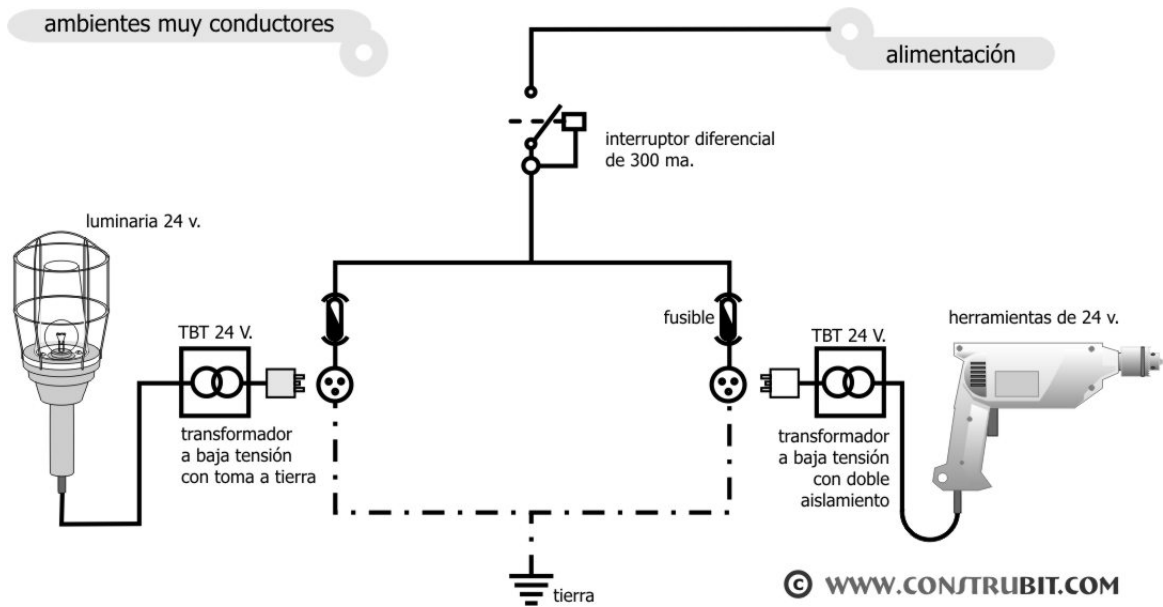 ambientes muy conductores
alimentación
interruptor diferencial
de 300 ma.
luminaria 24 v.
TBT 24 V.
transformador
a baja tensión
con toma a tierra
fusible
TBT 24 V.
transformador
a baja tensión
con doble
aislamiento
herramientas de 24 v.
tierra
© WWW.CONSTRUBIT.COM